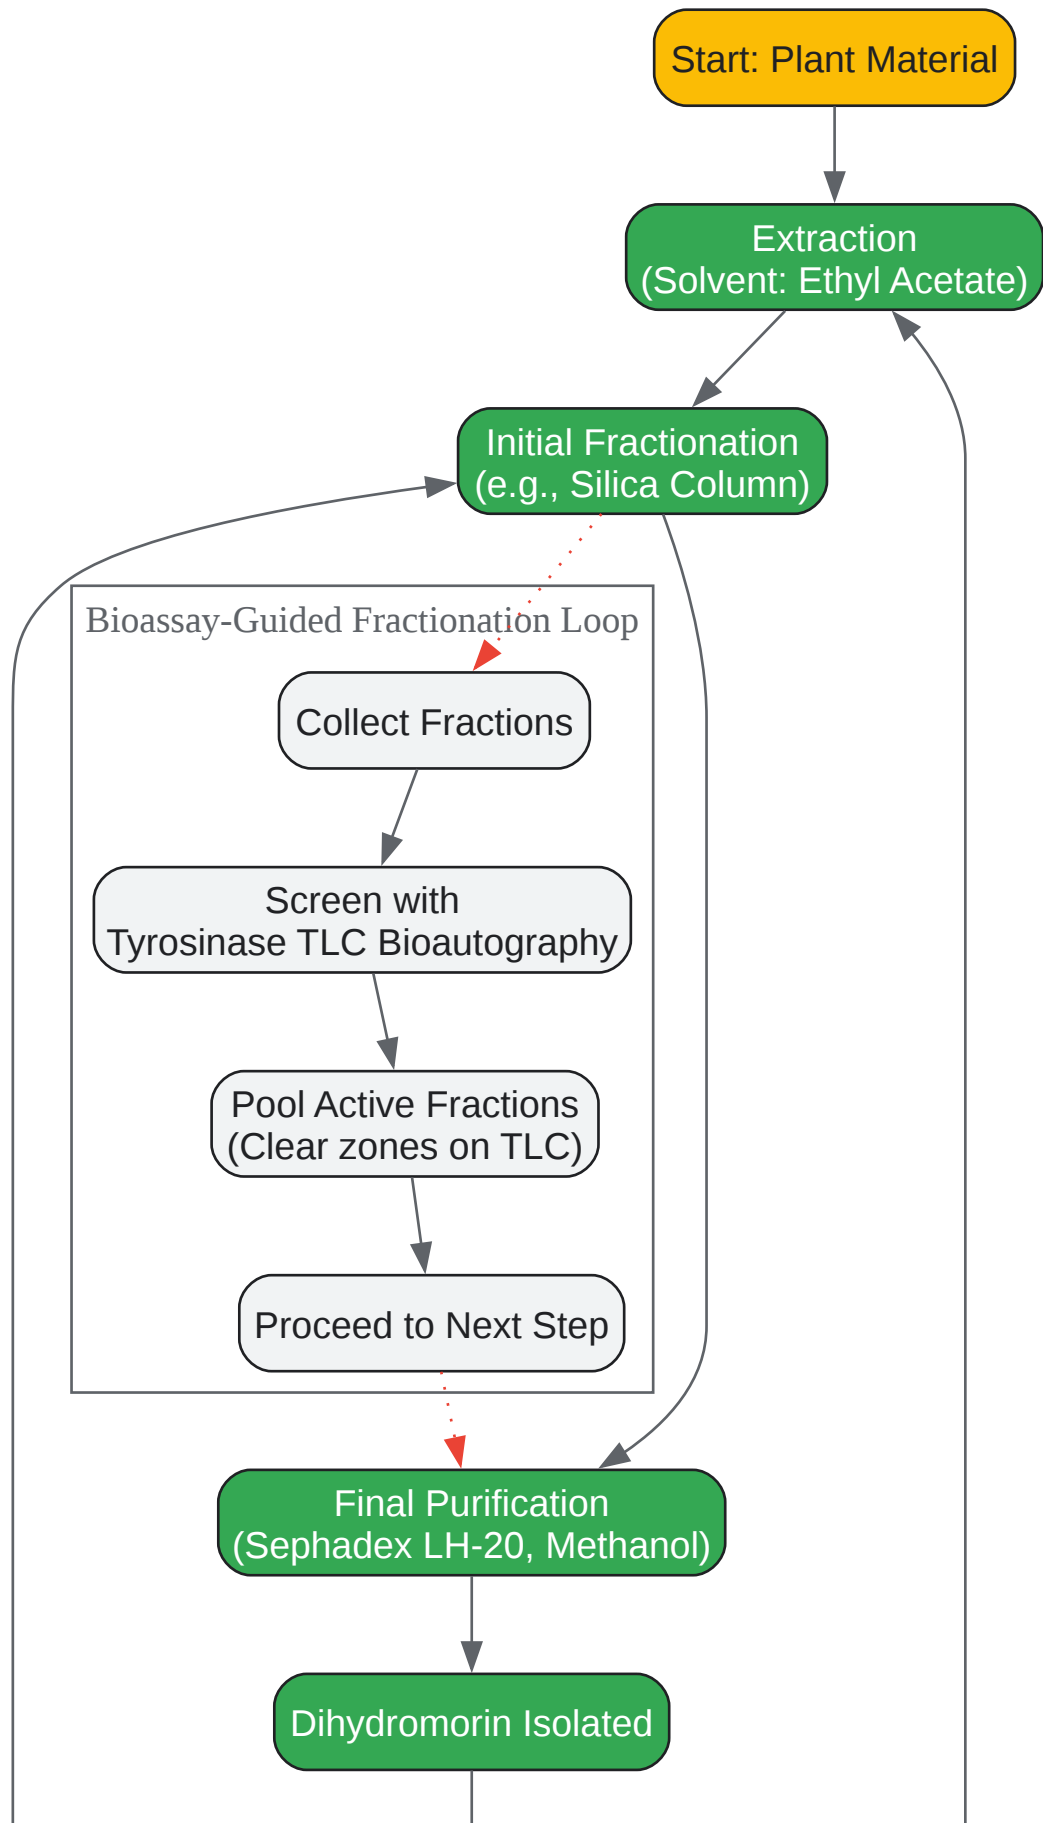 Start: Plant Material
Extraction
(Solvent: Ethyl Acetate)
Initial Fractionation
(e.g., Silica Column)
Bioassay-Guided Fractionation Loop
Collect Fractions
Screen with
Tyrosinase TLC Bioautography
Pool Active Fractions
(Clear zones on TLC)
Proceed to Next Step
Final Purification
(Sephadex LH-20, Methanol)
Dihydromorin Isolated